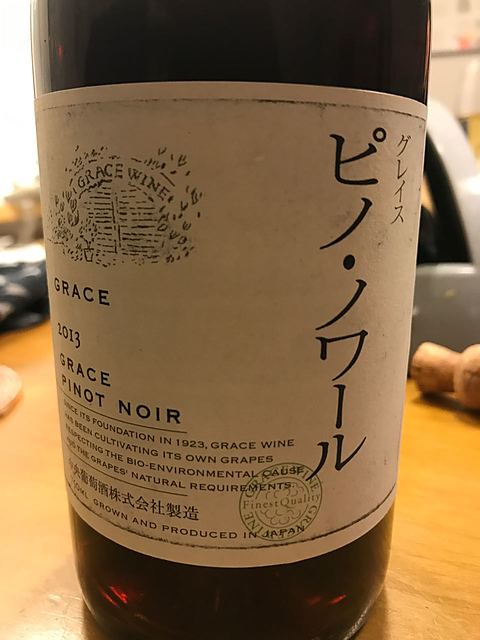 GRACE WINE
グレイス
ピノ・ノワール
GRACE
2013
GRACE
PINOT NOIR
SINCE ITS FOUNDATION IN 1923, GRACE WINE
HAS BEEN CULTIVATING ITS OWN GRAPES
RESPECTING THE BIO-ENVIRONMENTAL CAUSE
AND THE GRAPES' NATURAL REQUIREMENTS.
中央葡萄酒株式会社製造
750ML GROWN AND PRODUCED IN JAPAN
Finest Quality